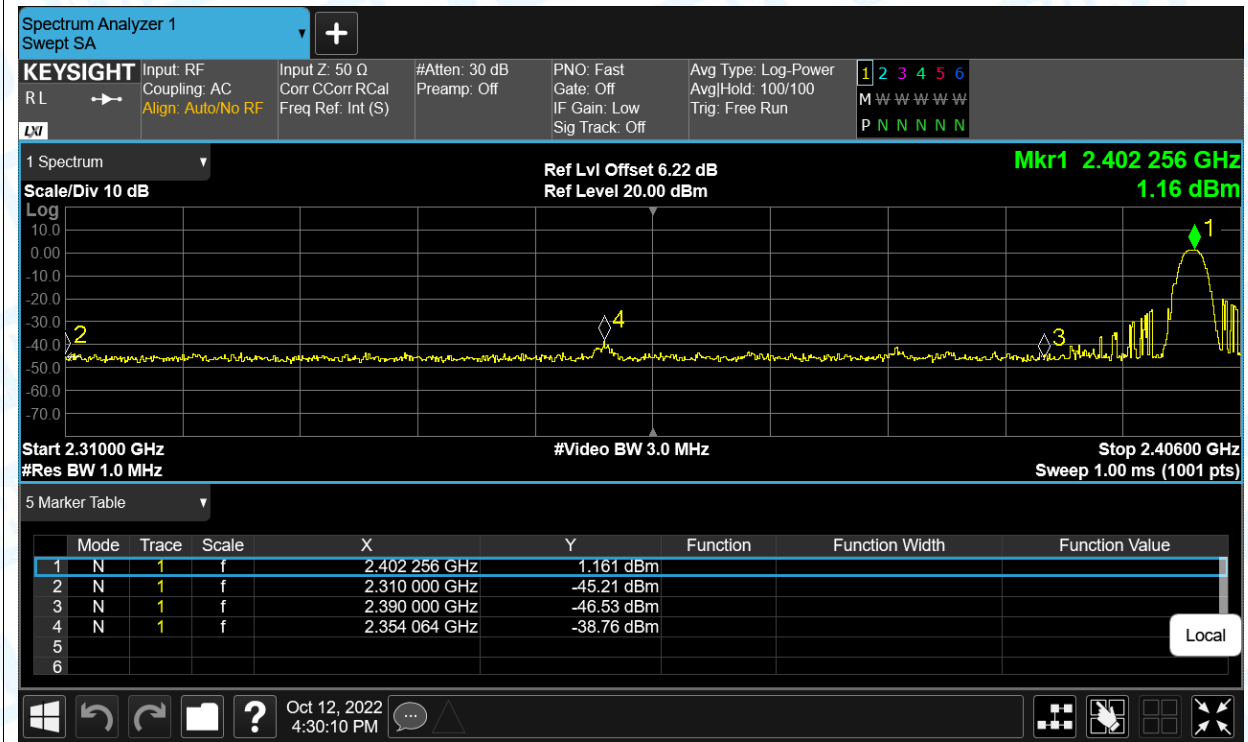 Spectrum Analyzer 1
Swept SA
KEYSIGHT
R L
LXI
Input: RF
Coupling: AC
Align: Auto/No RF
Input Z: 50 Ω
Corr CCorr RCal
Freq Ref: Int (S)
#Atten: 30 dB
Preamp: Off
PNO: Fast
Gate: Off
IF Gain: Low
Sig Track: Off
Avg Type: Log-Power
Avg|Hold: 100/100
Trig: Free Run
1 2 3 4 5 6
M W W W W W
P N N N N N
1 Spectrum
Scale/Div 10 dB
Ref Lvl Offset 6.22 dB
Ref Level 20.00 dBm
Mkr1 2.402 256 GHz
1.16 dBm
Log
10.0
0.00
-10.0
-20.0
-30.0
-40.0
-50.0
-60.0
-70.0
1
2
4
3
Start 2.31000 GHz
#Video BW 3.0 MHz
Stop 2.40600 GHz
#Res BW 1.0 MHz
Sweep 1.00 ms (1001 pts)
5 Marker Table
Mode Trace Scale X Y Function Function Width Function Value
1 N 1 f 2.402 256 GHz 1.161 dBm
2 N 1 f 2.310 000 GHz -45.21 dBm
3 N 1 f 2.390 000 GHz -46.53 dBm
4 N 1 f 2.354 064 GHz -38.76 dBm
5
6
Local
?
Oct 12, 2022
4:30:10 PM